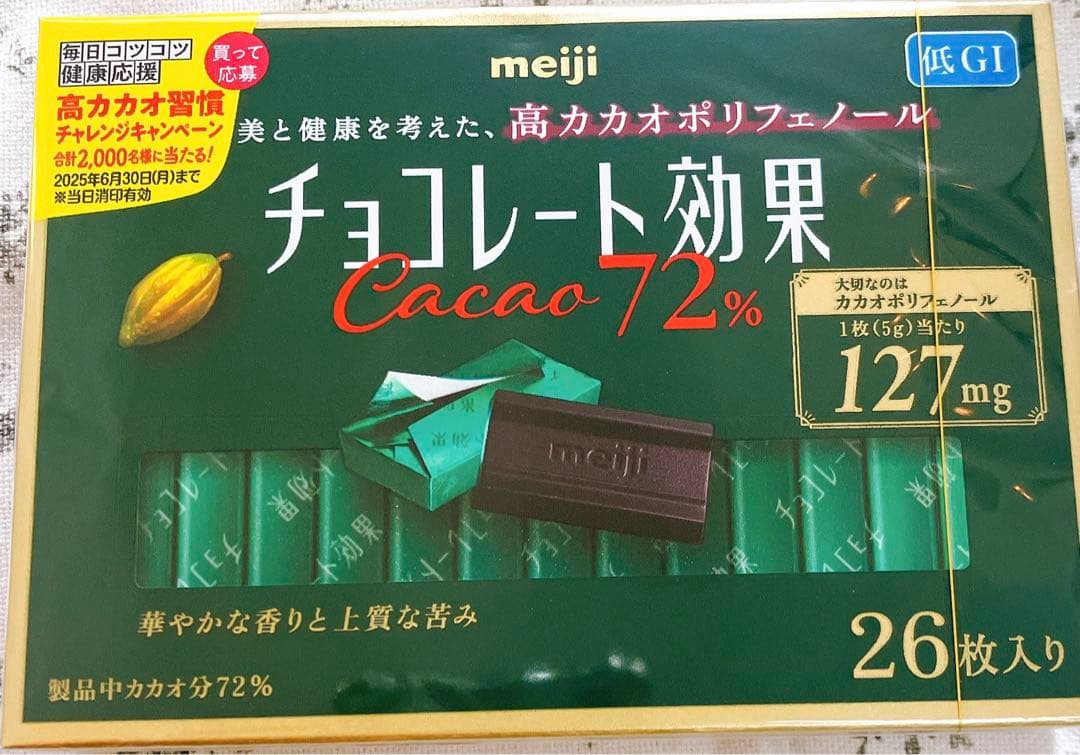 毎日コツコツ
健康応援
買って
応募
高カカオ習慣
チャレンジキャンペーン
合計2,000名様に当たる!
2025年6月30日(月)まで
※当日消印有効
meiji
低GI
美と健康を考えた、高カカオポリフェノール
チョコレート効果
Cacao 72%
大切なのは
カカオポリフェノール
1枚(5g)当たり
127mg
meiji
華やかな香りと上質な苦み
26枚入り
製品中カカオ分72%